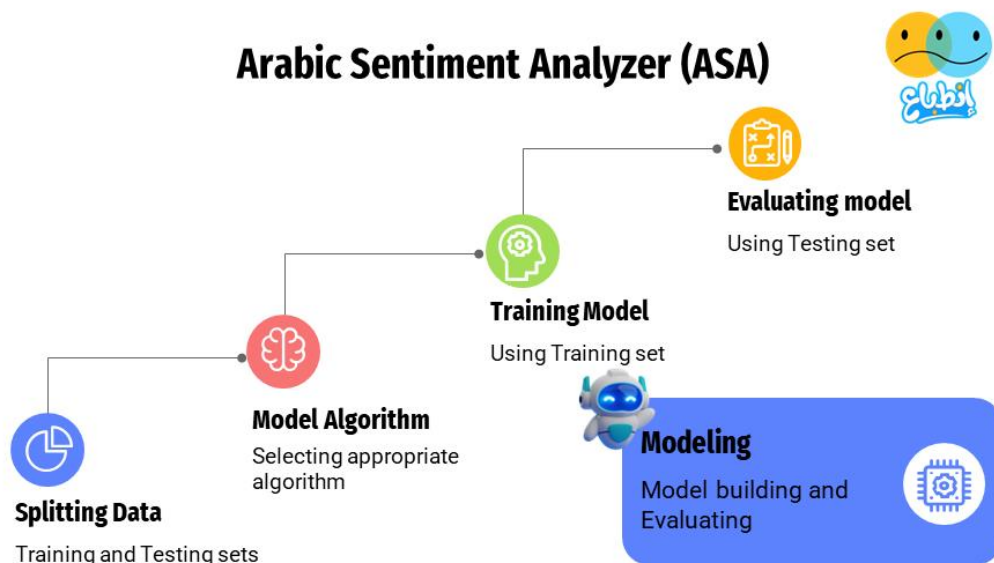 Arabic Sentiment Analyzer (ASA)
إنطباع
Evaluating model
Using Testing set
Training Model
Using Training set
Model Algorithm
Selecting appropriate
algorithm
Splitting Data
Training and Testing sets
Modeling
Model building and
Evaluating